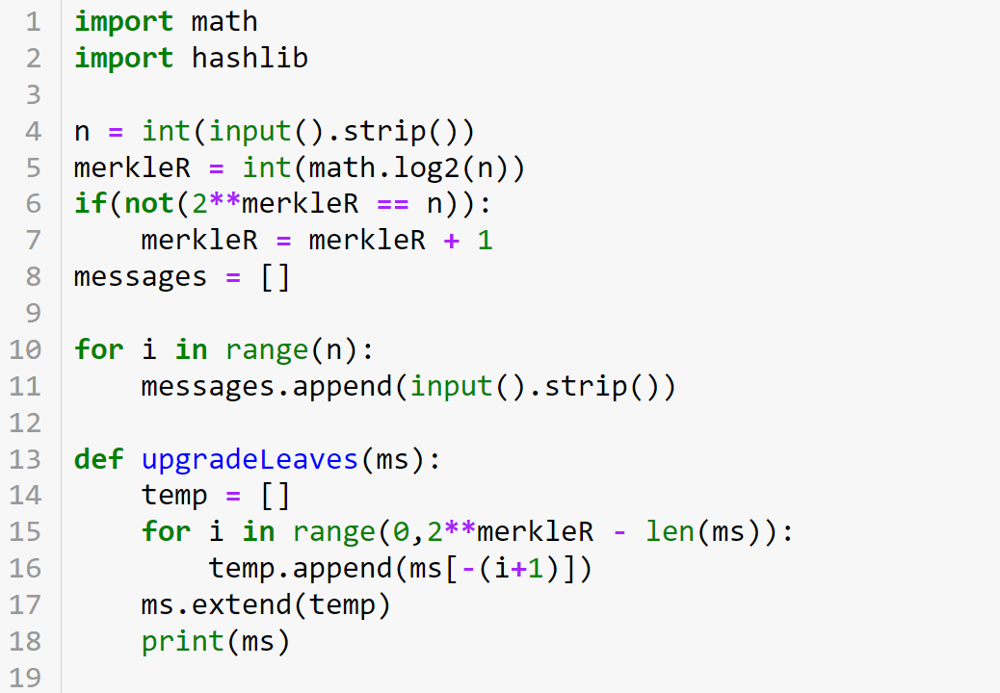 1 import math
2 import hashlib
3
4 n = int(input().strip())
5 merkleR = int(math.log2(n))
6 if(not(2**merkleR == n)):
7     merkleR = merkleR + 1
8 messages = []
9
10 for i in range(n):
11     messages.append(input().strip())
12
13 def upgradeLeaves(ms):
14     temp = []
15     for i in range(0,2**merkleR - len(ms)):
16         temp.append(ms[-(i+1)])
17     ms.extend(temp)
18     print(ms)
19